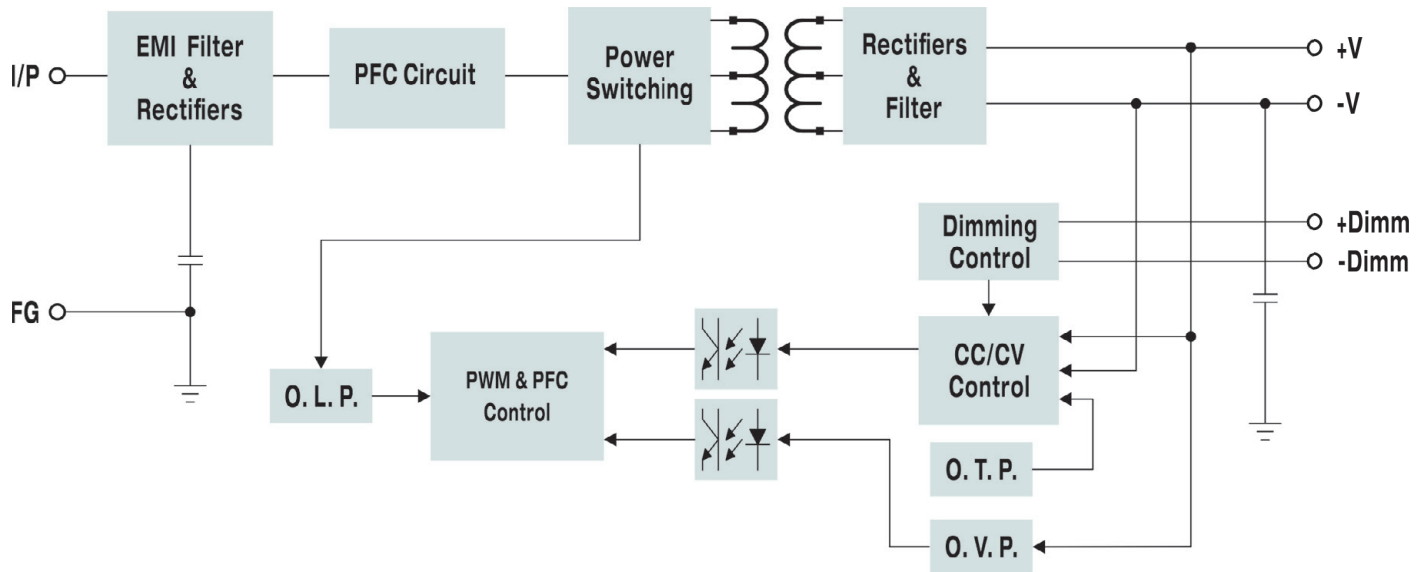 I/P
EMI Filter
&
Rectifiers
PFC Circuit
Power
Switching
Rectifiers
&
Filter
+V
-V
Dimming
Control
+Dimm
-Dimm
FG
O. L. P.
PWM & PFC
Control
CC/CV
Control
O. T. P.
O. V. P.